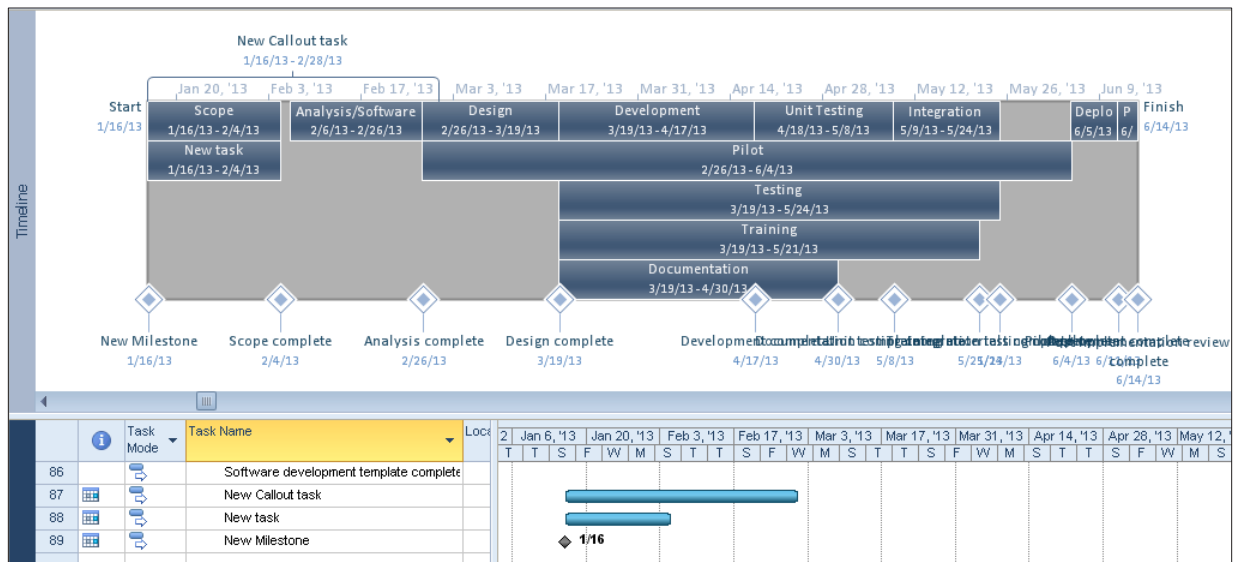 New Callout task
1/16/13 - 2/28/13
Jan 20, '13 Feb 3, '13 Feb 17, '13 Mar 3, '13 Mar 17, '13 Mar 31, '13 Apr 14, '13 Apr 28, '13 May 12, '13 May 26, '13 Jun 9, '13
Start
1/16/13
Scope Analysis/Software Design Development Unit Testing Integration Deplo P
1/16/13 - 2/4/13 2/6/13 - 2/26/13 2/26/13 - 3/19/13 3/19/13 - 4/17/13 4/18/13 - 5/8/13 5/9/13 - 5/24/13 6/5/13 6/
Finish
6/14/13
New task
1/16/13 - 2/4/13
Pilot
2/26/13 - 6/4/13
Timeline
Testing
3/19/13 - 5/24/13
Training
3/19/13 - 5/21/13
Documentation
3/19/13 - 4/30/13
New Milestone Scope complete Analysis complete Design complete
1/16/13 2/4/13 2/26/13 3/19/13 4/17/13 4/30/13 5/8/13 6/4/13
complete
6/14/13
Task Mode Task Name 2 Jan 6, '13 Jan 20, '13 Feb 3, '13 Feb 17, '13 Mar 3, '13 Mar 17, '13 Mar 31, '13 Apr 14, '13 Apr 28, '13 May 12,
T T S F W M S T T S F W M S T T S F W M S T T S F W M S
86 Software development template complete
87 New Callout task
88 New task
89 New Milestone 1/16